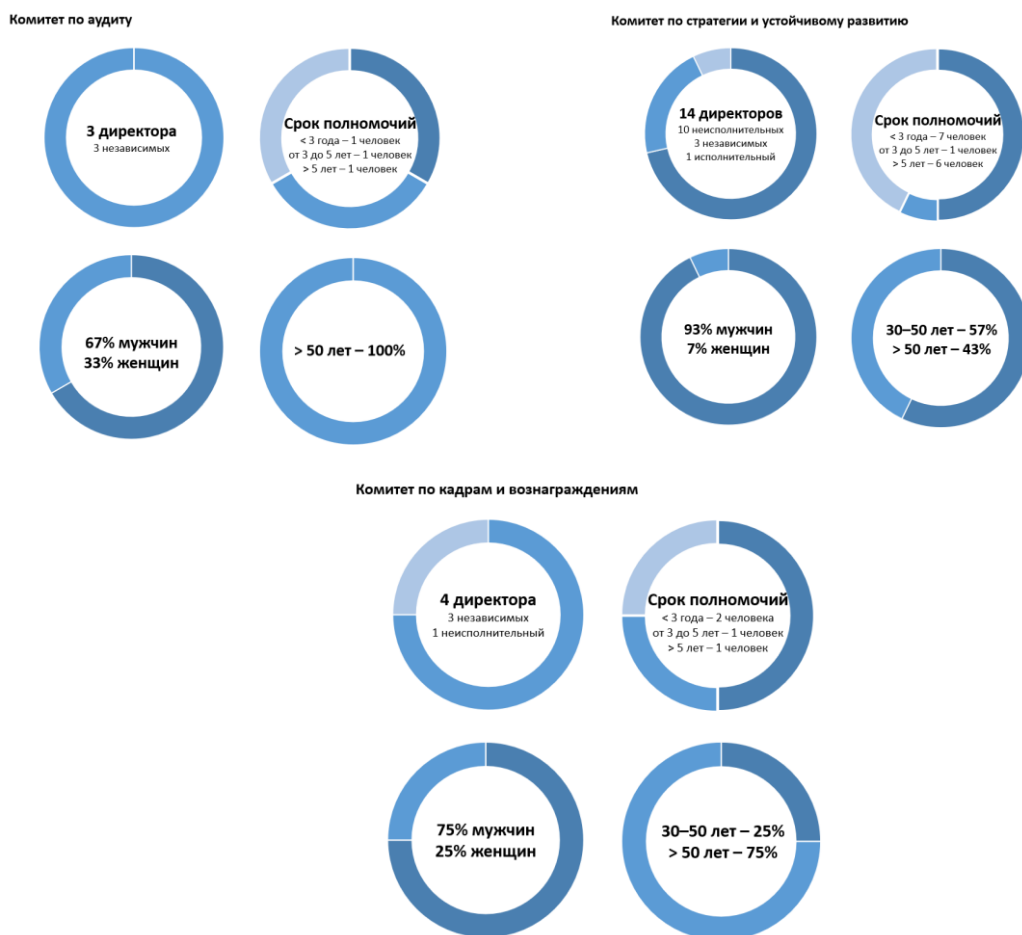 Комитет по аудиту
3 директора
3 независимых
Срок полномочий
< 3 года – 1 человек
от 3 до 5 лет – 1 человек
> 5 лет – 1 человек
67% мужчин
33% женщин
> 50 лет – 100%
Комитет по стратегии и устойчивому развитию
14 директоров
10 неисполнительных
3 независимых
1 исполнительный
Срок полномочий
< 3 года – 7 человек
от 3 до 5 лет – 1 человек
> 5 лет – 6 человек
93% мужчин
7% женщин
30–50 лет – 57%
> 50 лет – 43%
Комитет по кадрам и вознаграждениям
4 директора
3 независимых
1 неисполнительный
Срок полномочий
< 3 года – 2 человека
от 3 до 5 лет – 1 человек
> 5 лет – 1 человек
75% мужчин
25% женщин
30–50 лет – 25%
> 50 лет – 75%